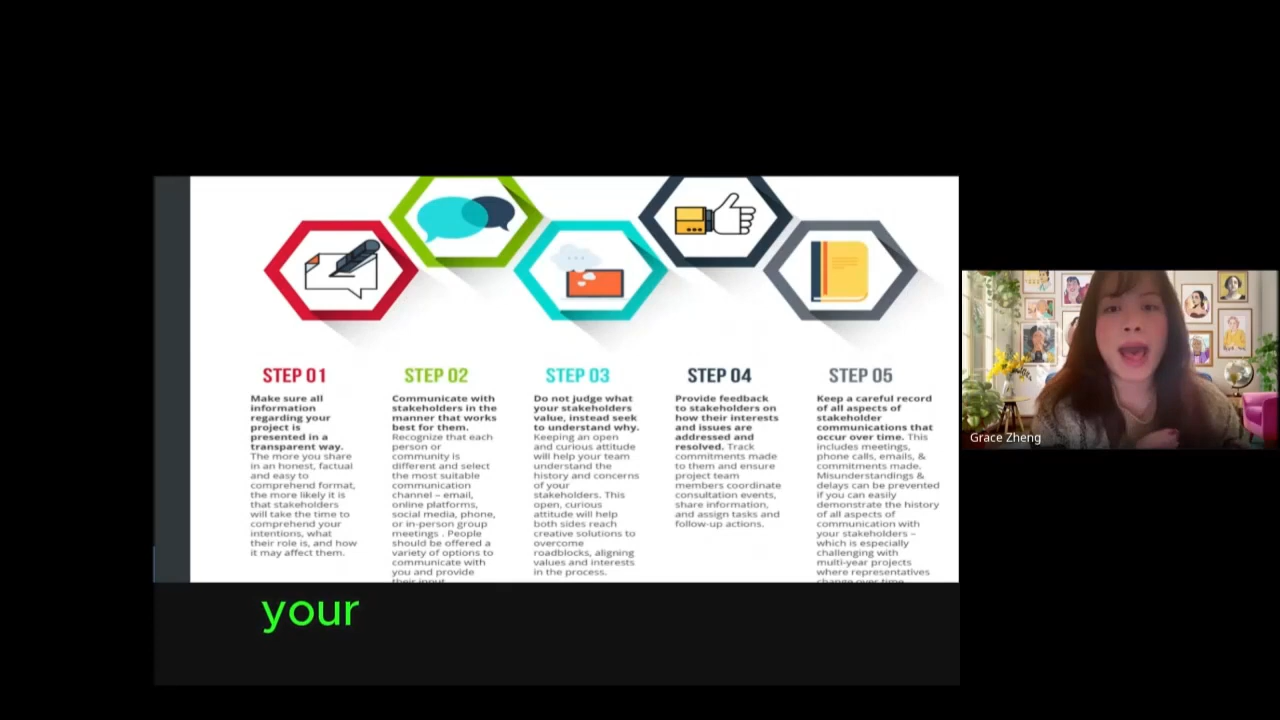 STEP 01
Make sure all
information
regarding your
project is
presented in a
transparent way.
The more you share
in an honest, factual
and easy to
comprehend format,
the more likely it is
that stakeholders
will take the time to
comprehend your
intentions, what
their role is, and how
it may affect them.
STEP 02
Communicate with
stakeholders in the
manner that works
best for them.
Recognize that each
person or
community is
different and select
the most suitable
communication
channel – email,
online platforms,
social media, phone,
or in-person group
meetings . People
should be offered a
variety of options to
communicate with
you and provide
their input
STEP 03
Do not judge what
your stakeholders
value, instead seek
to understand why.
Keeping an open
and curious attitude
will help your team
understand the
history and concerns
of your
stakeholders. This
open, curious
attitude will help
both sides reach
creative solutions to
overcome
roadblocks, aligning
values and interests
in the process.
STEP 04
Provide feedback
to stakeholders on
how their interests
and issues are
addressed and
resolved. Track
commitments made
to them and ensure
project team
members coordinate
consultation events,
share information,
and assign tasks and
follow-up actions.
STEP 05
Keep a careful record
of all aspects of
stakeholder
communications that
occur over time. This
includes meetings,
phone calls, emails, &
commitments made.
Misunderstandings &
delays can be prevented
if you can easily
demonstrate the history
of all aspects of
communication with
your stakeholders –
which is especially
challenging with
multi-year projects
where representatives
change over time
Grace Zheng
your